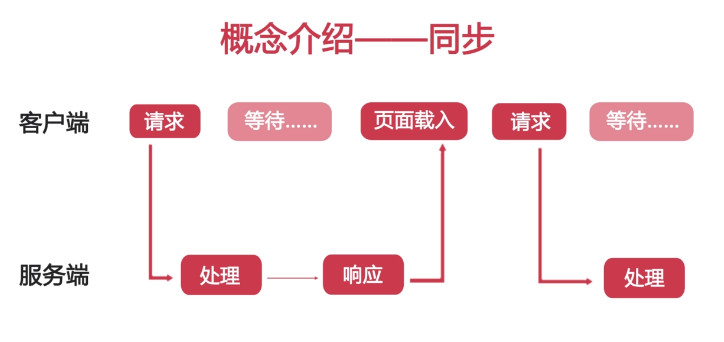 概念介绍——同步
客户端 请求 等待…… 页面载入 请求 等待……
服务端 处理 响应 处理